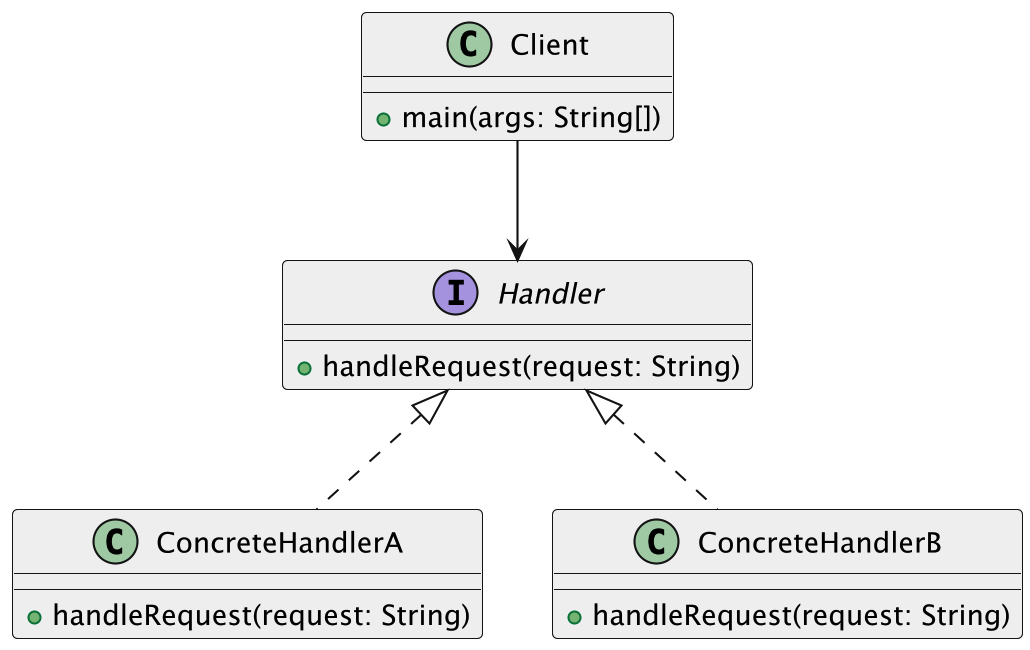 C Client
main(args: String[])
I Handler
handleRequest(request: String)
C ConcreteHandlerA
handleRequest(request: String)
C ConcreteHandlerB
handleRequest(request: String)